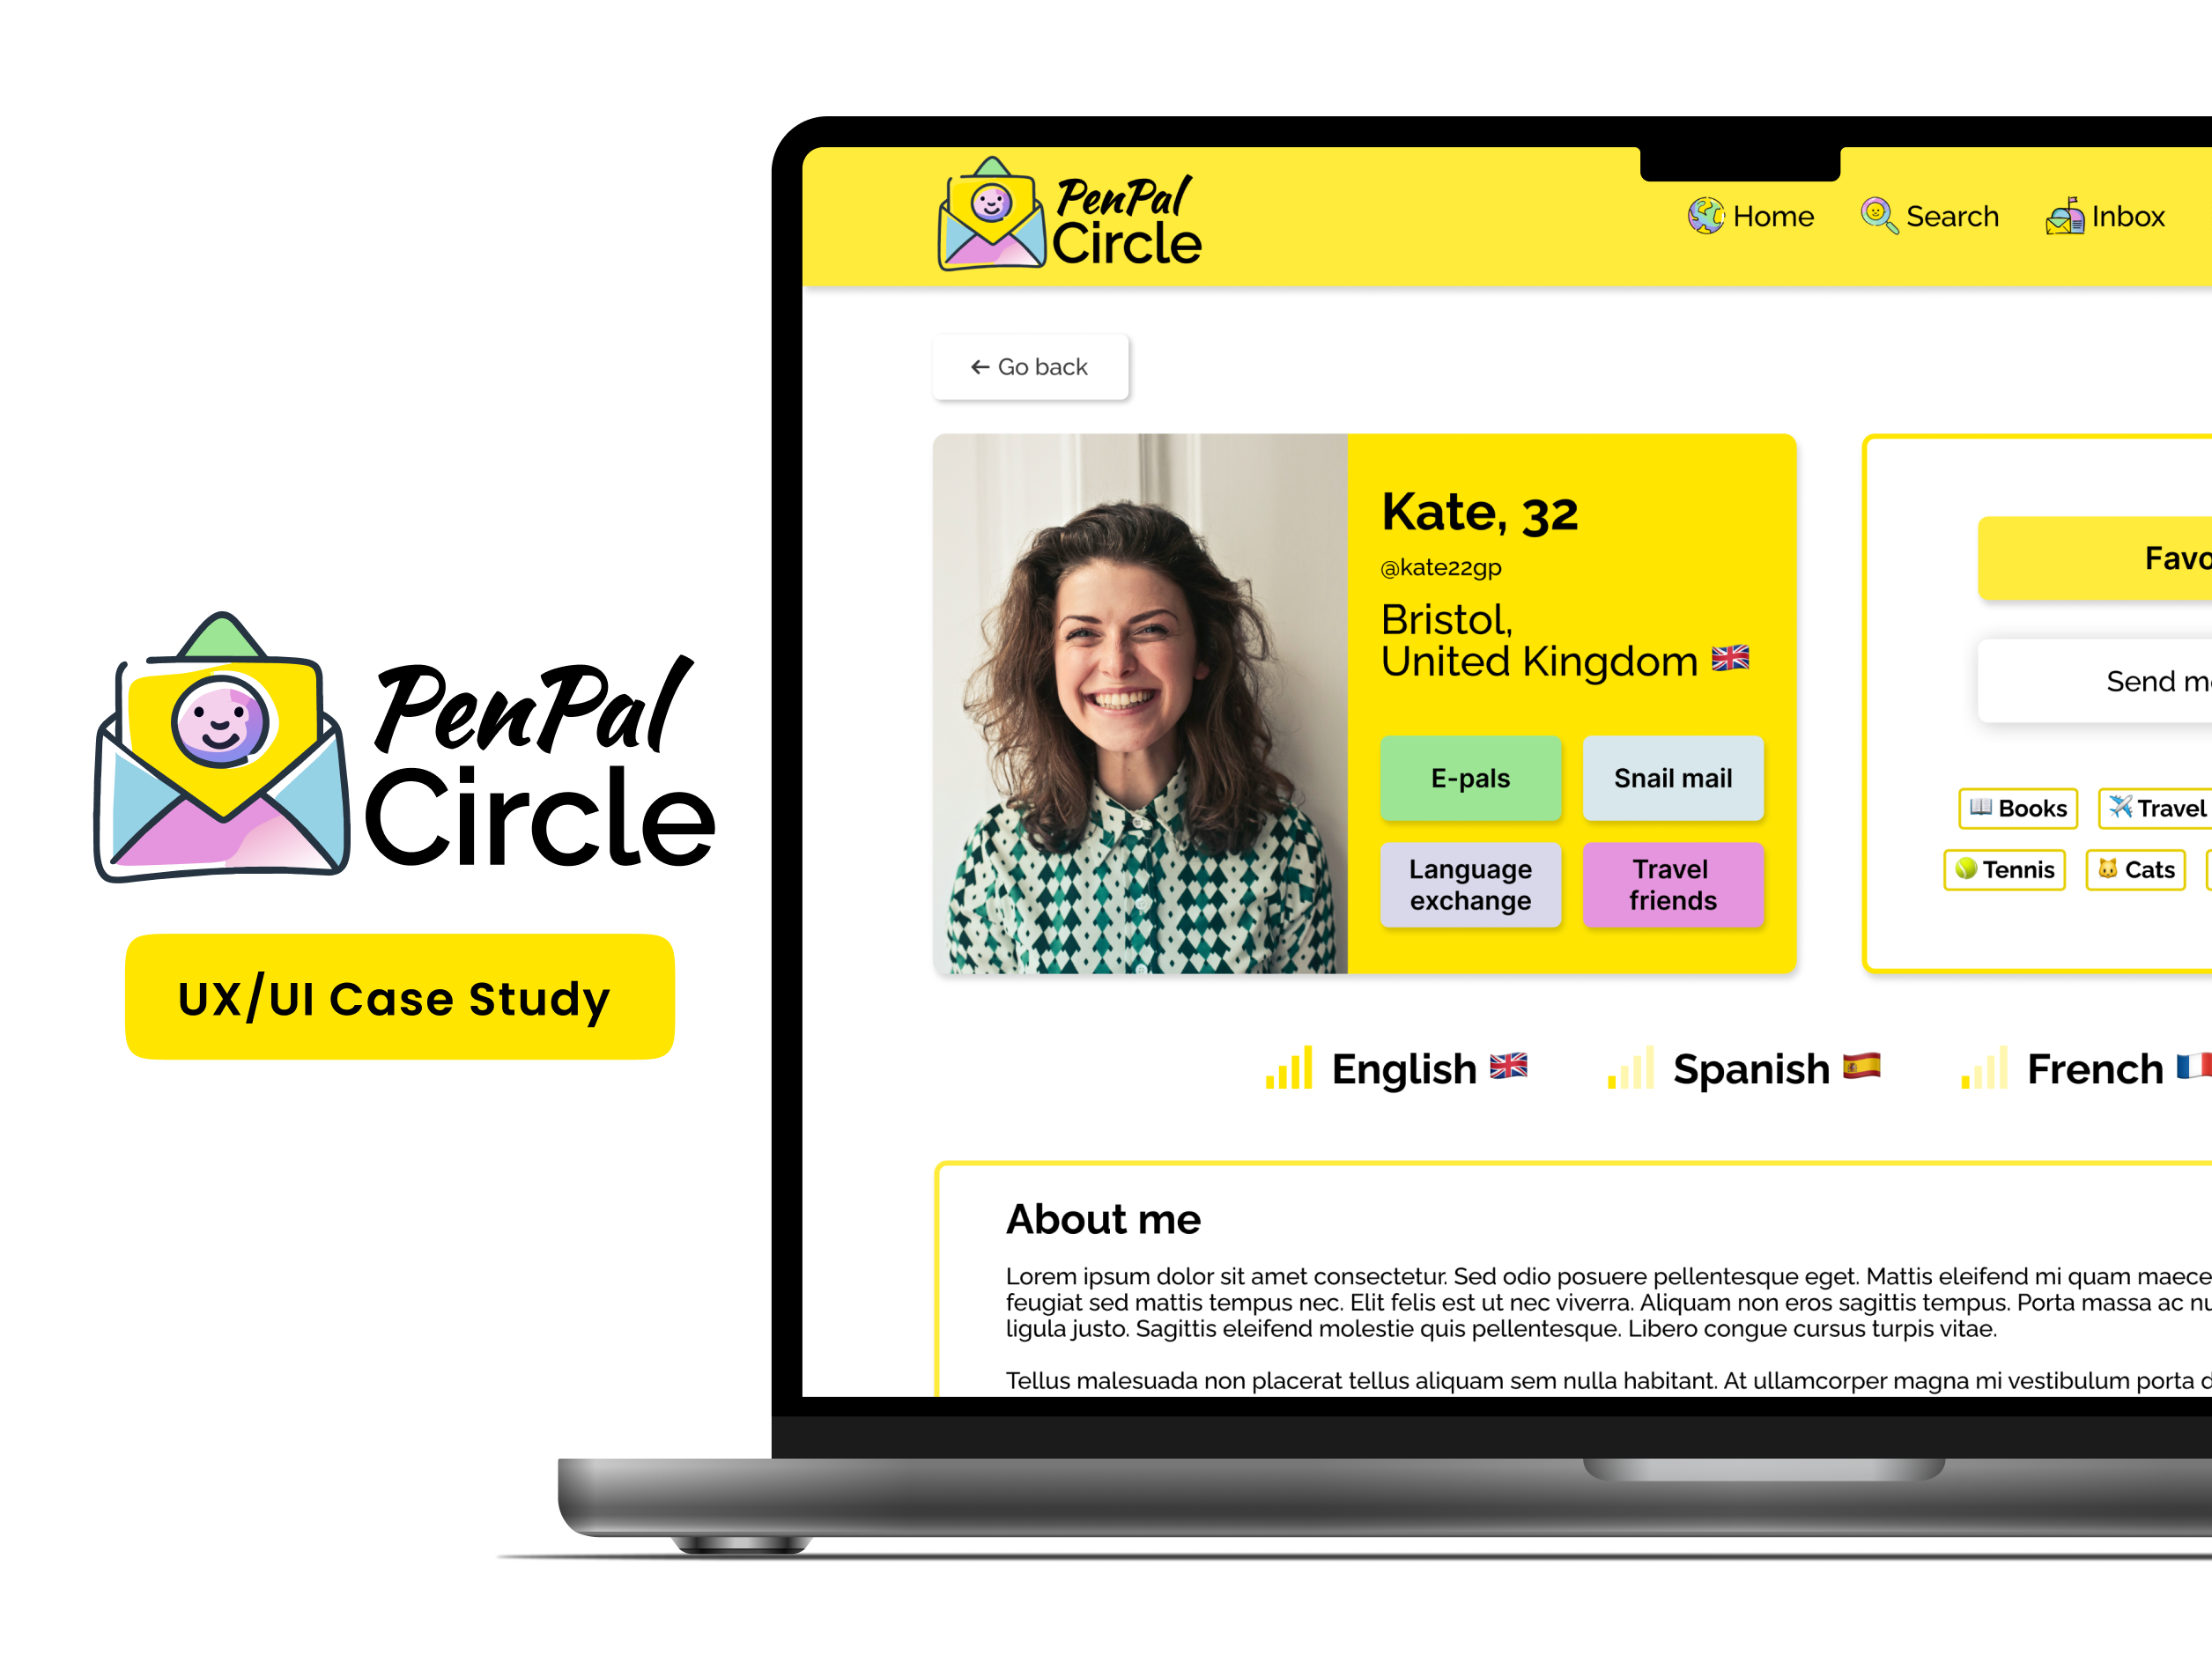 PenPal
Circle
UX/UI Case Study
PenPal
Circle
Home
Search
Inbox
← Go back
Kate, 32
@kate22gp
Bristol,
United Kingdom 🇬🇧
E-pals
Snail mail
Language
exchange
Travel
friends
Favo
Send m
Books
Travel
Tennis
Cats
English
Spanish
French
About me
Lorem ipsum dolor sit amet consectetur. Sed odio posuere pellentesque eget. Mattis eleifend mi quam maece
feugiat sed mattis tempus nec. Elit felis est ut nec viverra. Aliquam non eros sagittis tempus. Porta massa ac nu
ligula justo. Sagittis eleifend molestie quis pellentesque. Libero congue cursus turpis vitae.
Tellus malesuada non placerat tellus aliquam sem nulla habitant. At ullamcorper magna mi vestibulum porta d